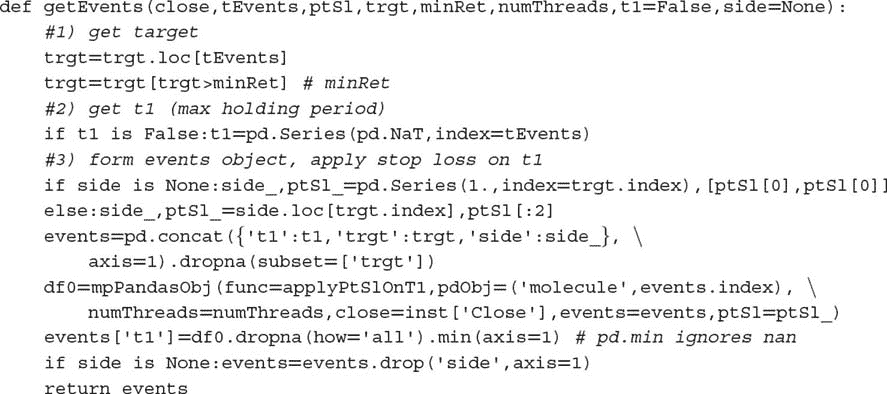 def getEvents(close,tEvents,ptSl,trgt,minRet,numThreads,t1=False,side=None):
    #1) get target
    trgt=trgt.loc[tEvents]
    trgt=trgt[trgt>minRet] # minRet
    #2) get t1 (max holding period)
    if t1 is False:t1=pd.Series(pd.NaT,index=tEvents)
    #3) form events object, apply stop loss on t1
    if side is None:side_,ptSl_=pd.Series(1.,index=trgt.index),[ptSl[0],ptSl[0]]
    else:side_,ptSl_=side.loc[trgt.index],ptSl[:2]
    events=pd.concat({'t1':t1,'trgt':trgt,'side':side_}, \
        axis=1).dropna(subset=['trgt'])
    df0=mpPandasObj(func=applyPtSlOnT1,pdObj=('molecule',events.index), \
        numThreads=numThreads,close=inst['Close'],events=events,ptSl=ptSl_)
    events['t1']=df0.dropna(how='all').min(axis=1) # pd.min ignores nan
    if side is None:events=events.drop('side',axis=1)
    return events